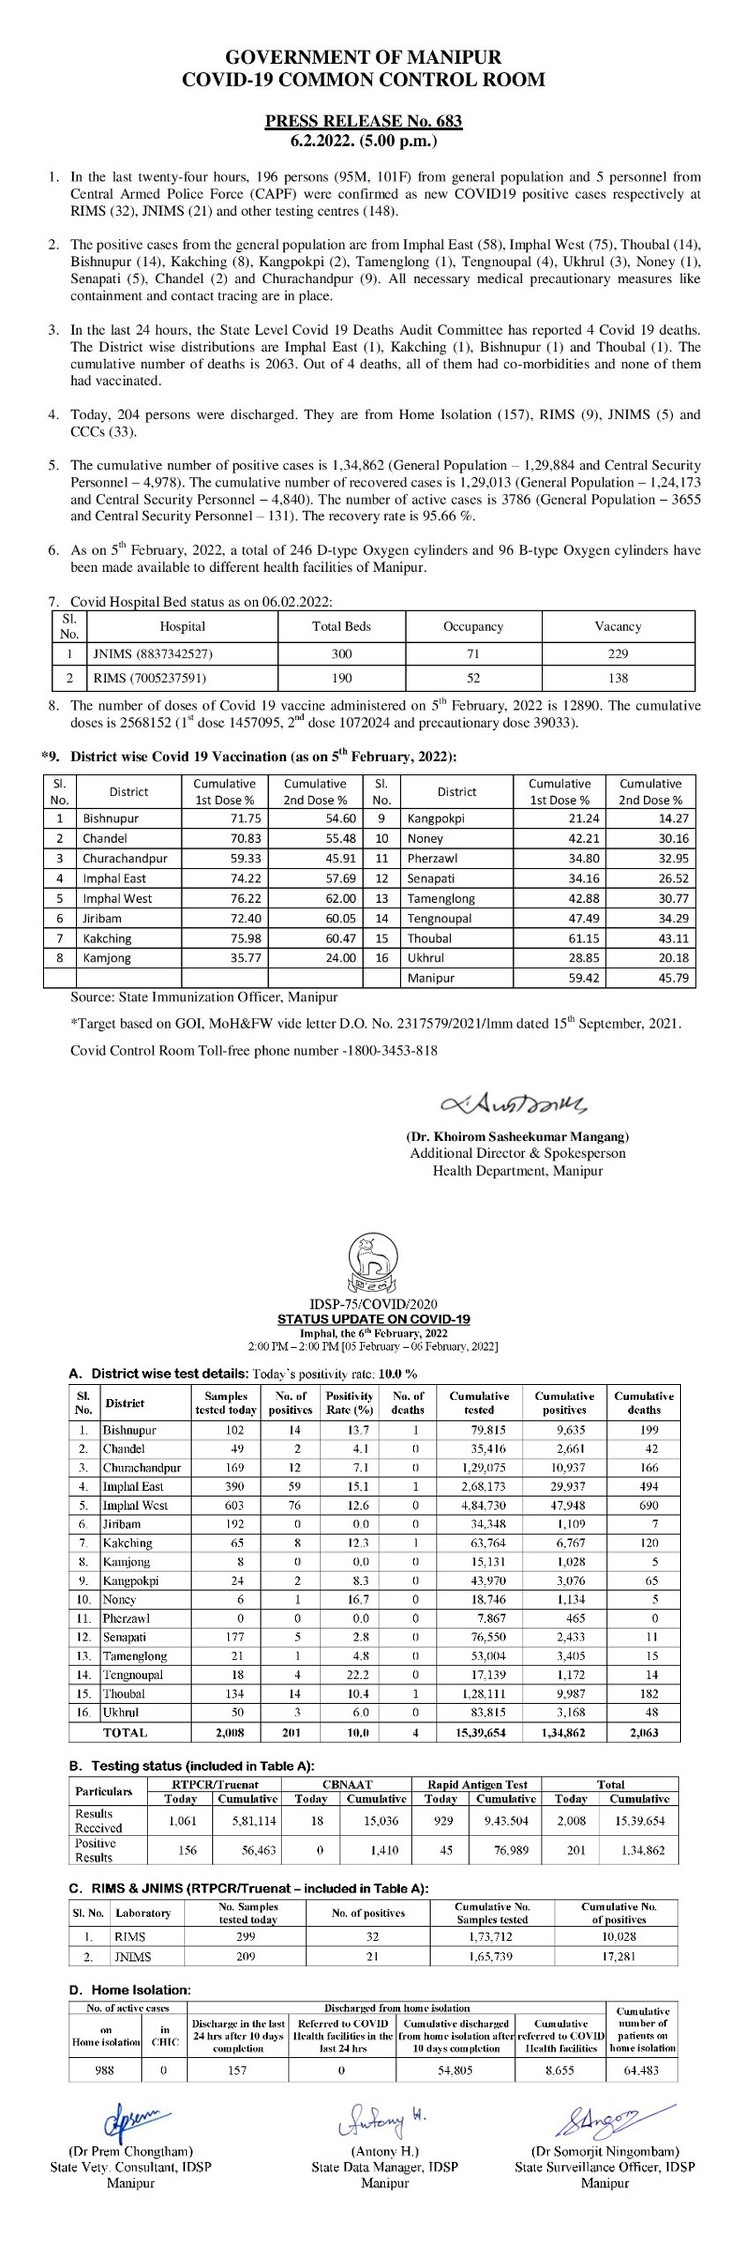 GOVERNMENT OF MANIPUR
COVID-19 COMMON CONTROL ROOM
PRESS RELEASE No. 683
6.2.2022. (5.00 p.m.)
1. In the last twenty-four hours, 196 persons (95M, 101F) from general population and 5 personnel from
Central Armed Police Force (CAPF) were confirmed as new COVID19 positive cases respectively at
RIMS (32), JNIMS (21) and other testing centres (148).
2. The positive cases from the general population are from Imphal East (58), Imphal West (75), Thoubal (14),
Bishnupur (14), Kakching (8), Kangpokpi (2), Tamenglong (1), Tengnoupal (4), Ukhrul (3), Noney (1),
Senapati (5), Chandel (2) and Churachandpur (9). All necessary medical precautionary measures like
containment and contact tracing are in place.
3. In the last 24 hours, the State Level Covid 19 Deaths Audit Committee has reported 4 Covid 19 deaths.
The District wise distributions are Imphal East (1), Kakching (1), Bishnupur (1) and Thoubal (1). The
cumulative number of deaths is 2063. Out of 4 deaths, all of them had co-morbidities and none of them
had vaccinated.
4. Today, 204 persons were discharged. They are from Home Isolation (157), RIMS (9), JNIMS (5) and
CCCs (33).
5. The cumulative number of positive cases is 1,34,862 (General Population – 1,29,884 and Central Security
Personnel – 4,978). The cumulative number of recovered cases is 1,29,013 (General Population – 1,24,173
and Central Security Personnel – 4,840). The number of active cases is 3786 (General Population – 3655
and Central Security Personnel – 131). The recovery rate is 95.66 %.
6. As on 5th February, 2022, a total of 246 D-type Oxygen cylinders and 96 B-type Oxygen cylinders have
been made available to different health facilities of Manipur.
7. Covid Hospital Bed status as on 06.02.2022:
Sl. No. Hospital Total Beds Occupancy Vacancy
1 JNIMS (8837342527) 300 71 229
2 RIMS (7005237591) 190 52 138
8. The number of doses of Covid 19 vaccine administered on 5th February, 2022 is 12890. The cumulative
doses is 2568152 (1st dose 1457095, 2nd dose 1072024 and precautionary dose 39033).
*9. District wise Covid 19 Vaccination (as on 5th February, 2022):
Sl. No. District Cumulative 1st Dose % Cumulative 2nd Dose % Sl. No. District Cumulative 1st Dose % Cumulative 2nd Dose %
1 Bishnupur 71.75 54.60 9 Kangpokpi 21.24 14.27
2 Chandel 70.83 55.48 10 Noney 42.21 30.16
3 Churachandpur 59.33 45.91 11 Pherzawl 34.80 32.95
4 Imphal East 74.22 57.69 12 Senapati 34.16 26.52
5 Imphal West 76.22 62.00 13 Tamenglong 42.88 30.77
6 Jiribam 72.40 60.05 14 Tengnoupal 47.49 34.29
7 Kakching 75.98 60.47 15 Thoubal 61.15 43.11
8 Kamjong 35.77 24.00 16 Ukhrul 28.85 20.18
Manipur 59.42 45.79
Source: State Immunization Officer, Manipur
*Target based on GOI, MoH&FW vide letter D.O. No. 2317579/2021/Imm dated 15th September, 2021.
Covid Control Room Toll-free phone number -1800-3453-818
(Dr. Khoirom Sasheekumar Mangang)
Additional Director & Spokesperson
Health Department, Manipur
IDSP-75/COVID/2020
STATUS UPDATE ON COVID-19
Imphal, the 6th February, 2022
2:00 PM – 2:00 PM [05 February – 06 February, 2022]
A. District wise test details: Today's positivity rate: 10.0 %
Sl. No. District Samples tested today No. of positives Positivity Rate (%) No. of deaths Cumulative tested Cumulative positives Cumulative deaths
1. Bishnupur 102 14 13.7 1 79,815 9,635 199
2. Chandel 49 2 4.1 0 35,416 2,661 42
3. Churachandpur 169 12 7.1 0 1,29,075 10,937 166
4. Imphal East 390 59 15.1 1 2,68,173 29,937 494
5. Imphal West 603 76 12.6 0 4,84,730 47,948 690
6. Jiribam 192 0 0.0 0 34,348 1,109 7
7. Kakching 65 8 12.3 1 63,764 6,767 120
8. Kamjong 8 0 0.0 0 15,131 1,028 5
9. Kangpokpi 24 2 8.3 0 43,970 3,076 65
10. Noney 6 1 16.7 0 18,746 1,134 5
11. Pherzawl 0 0 0.0 0 7,867 465 0
12. Senapati 177 5 2.8 0 76,550 2,433 11
13. Tamenglong 21 1 4.8 0 53,004 3,405 15
14. Tengnoupal 18 4 22.2 0 17,139 1,172 14
15. Thoubal 134 14 10.4 1 1,28,111 9,987 182
16. Ukhrul 50 3 6.0 0 83,815 3,168 48
TOTAL 2,008 201 10.0 4 15,39,654 1,34,862 2,063
B. Testing status (included in Table A):
Particulars RTPCR/Truenat CBNAAT Rapid Antigen Test Total
Today Cumulative Today Cumulative Today Cumulative Today Cumulative
Results Received 1,061 5,81,114 18 15,036 929 9,43,504 2,008 15,39,654
Positive Results 156 56,463 0 1,410 45 76,989 201 1,34,862
C. RIMS & JNIMS (RTPCR/Truenat – included in Table A):
Sl. No. Laboratory No. Samples tested today No. of positives Cumulative No. Samples tested Cumulative No. of positives
1. RIMS 299 32 1,73,712 10,028
2. JNIMS 209 21 1,65,739 17,281
D. Home Isolation:
No. of active cases Discharged from home isolation Cumulative number of patients on home isolation
on Home isolation in CHIC Discharge in the last 24 hrs after 10 days completion Referred to COVID Health facilities in the last 24 hrs Cumulative discharged from home isolation after 10 days completion Cumulative referred to COVID Health facilities
988 0 157 0 54,805 8,655 64,483
Antony H.
(Dr Prem Chongtham) (Antony H.) (Dr Somorjit Ningombam)
State Vety. Consultant, IDSP State Data Manager, IDSP State Surveillance Officer, IDSP
Manipur Manipur Manipur